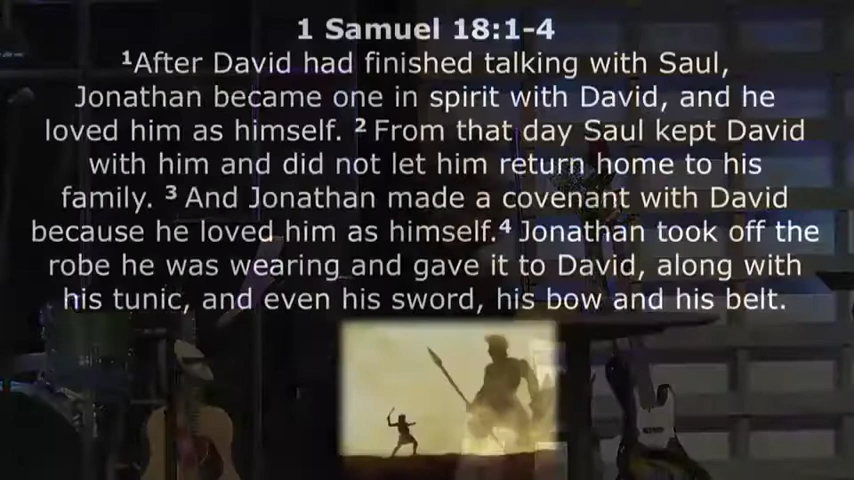 1 Samuel 18:1-4
¹After David had finished talking with Saul,
Jonathan became one in spirit with David, and he
loved him as himself. ² From that day Saul kept David
with him and did not let him return home to his
family. ³ And Jonathan made a covenant with David
because he loved him as himself.⁴ Jonathan took off the
robe he was wearing and gave it to David, along with
his tunic, and even his sword, his bow and his belt.